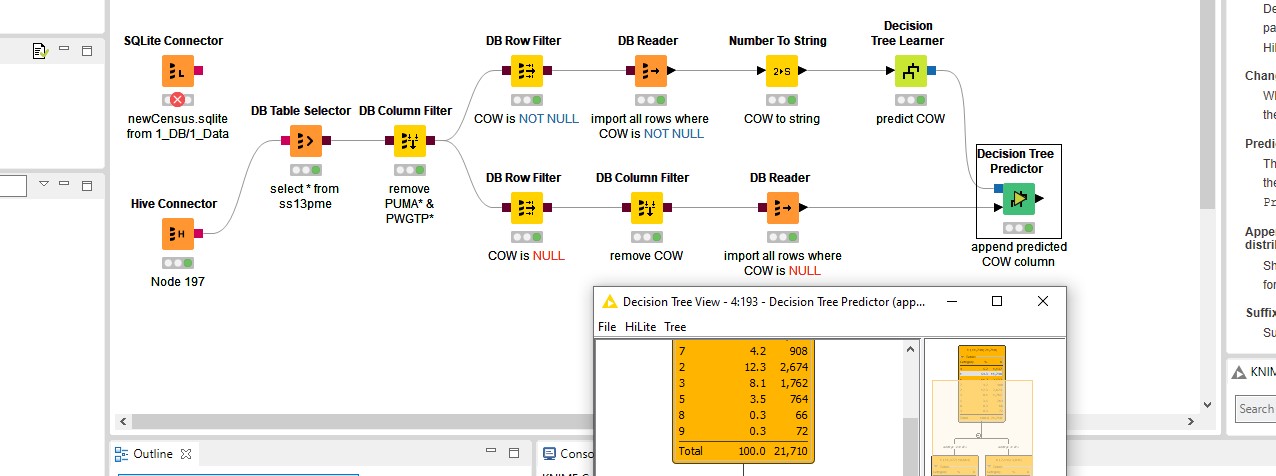 Decision
Tree Learner
SQLite Connector
DB Row Filter
DB Reader
Number To String
L
2▸S
newCensus.sqlite
from 1_DB/1_Data
DB Table Selector
DB Column Filter
COW is NOT NULL
import all rows where
COW is NOT NULL
COW to string
predict COW
Decision Tree
Predictor
select * from
ss13pme
remove
PUMA* &
PWGTP*
DB Row Filter
DB Column Filter
DB Reader
Hive Connector
H
Node 197
COW is NULL
remove COW
import all rows where
COW is NULL
append predicted
COW column
Decision Tree View - 4:193 - Decision Tree Predictor (app...
File HiLite Tree
7 4.2 908
2 12.3 2,674
3 8.1 1,762
5 3.5 764
8 0.3 66
9 0.3 72
Total 100.0 21,710
Outline
Conso
De
pa
Hil
Chan
Wh
the
Predi
Th
the
Pr
Appe
distri
Sh
for
Suffix
Su
KNIM
Search